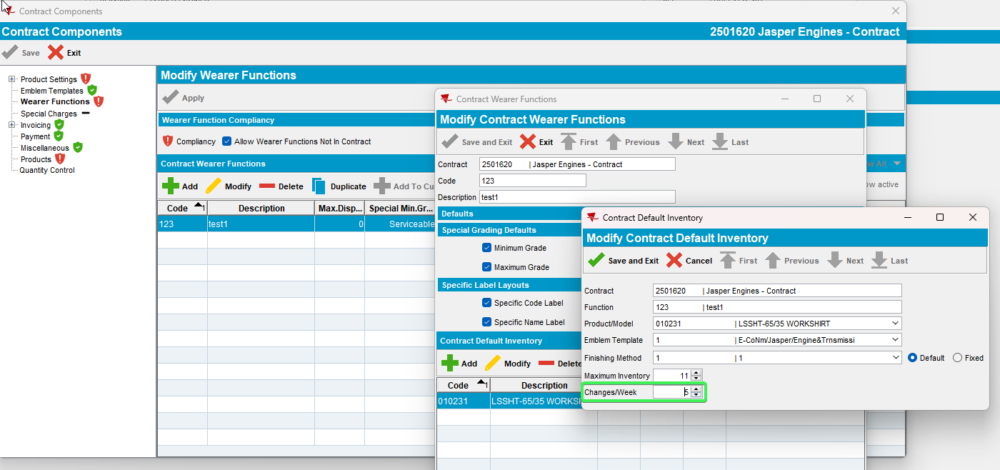 Contract Components
Contract Components
2501620 Jasper Engines - Contract
Save Exit
Product Settings
Emblem Templates
Wearer Functions
Special Charges
Invoicing
Payment
Miscellaneous
Products
Quantity Control
Modify Wearer Functions
Apply
Wearer Function Compliancy
Compliancy Allow Wearer Functions Not In Contract
Contract Wearer Functions
Add Modify Delete Duplicate Add To Cu
Code 1 Description Max.Disp... Special Min.Gr...
123 test1 0 Serviceable
All
ow active
Contract Wearer Functions
Modify Contract Wearer Functions
Save and Exit Exit First Previous Next Last
Contract 2501620 | Jasper Engines - Contract
Code 123
Description test1
Defaults
Special Grading Defaults
Minimum Grade
Maximum Grade
Specific Label Layouts
Specific Code Label
Specific Name Label
Contract Default Inventory
Add Modify Delete
Code 1 Description
010231 LSSHT-65/35 WORKSH
Contract Default Inventory
Modify Contract Default Inventory
Save and Exit Cancel First Previous Next Last
Contract 2501620 | Jasper Engines - Contract
Function 123 | test1
Product/Model 010231 | LSSHT-65/35 WORKSHIRT
Emblem Template 1 | E-CoNm/Jasper/Engine&Trnsmissi
Finishing Method 1 | 1 Default Fixed
Maximum Inventory 11
Changes/Week 5